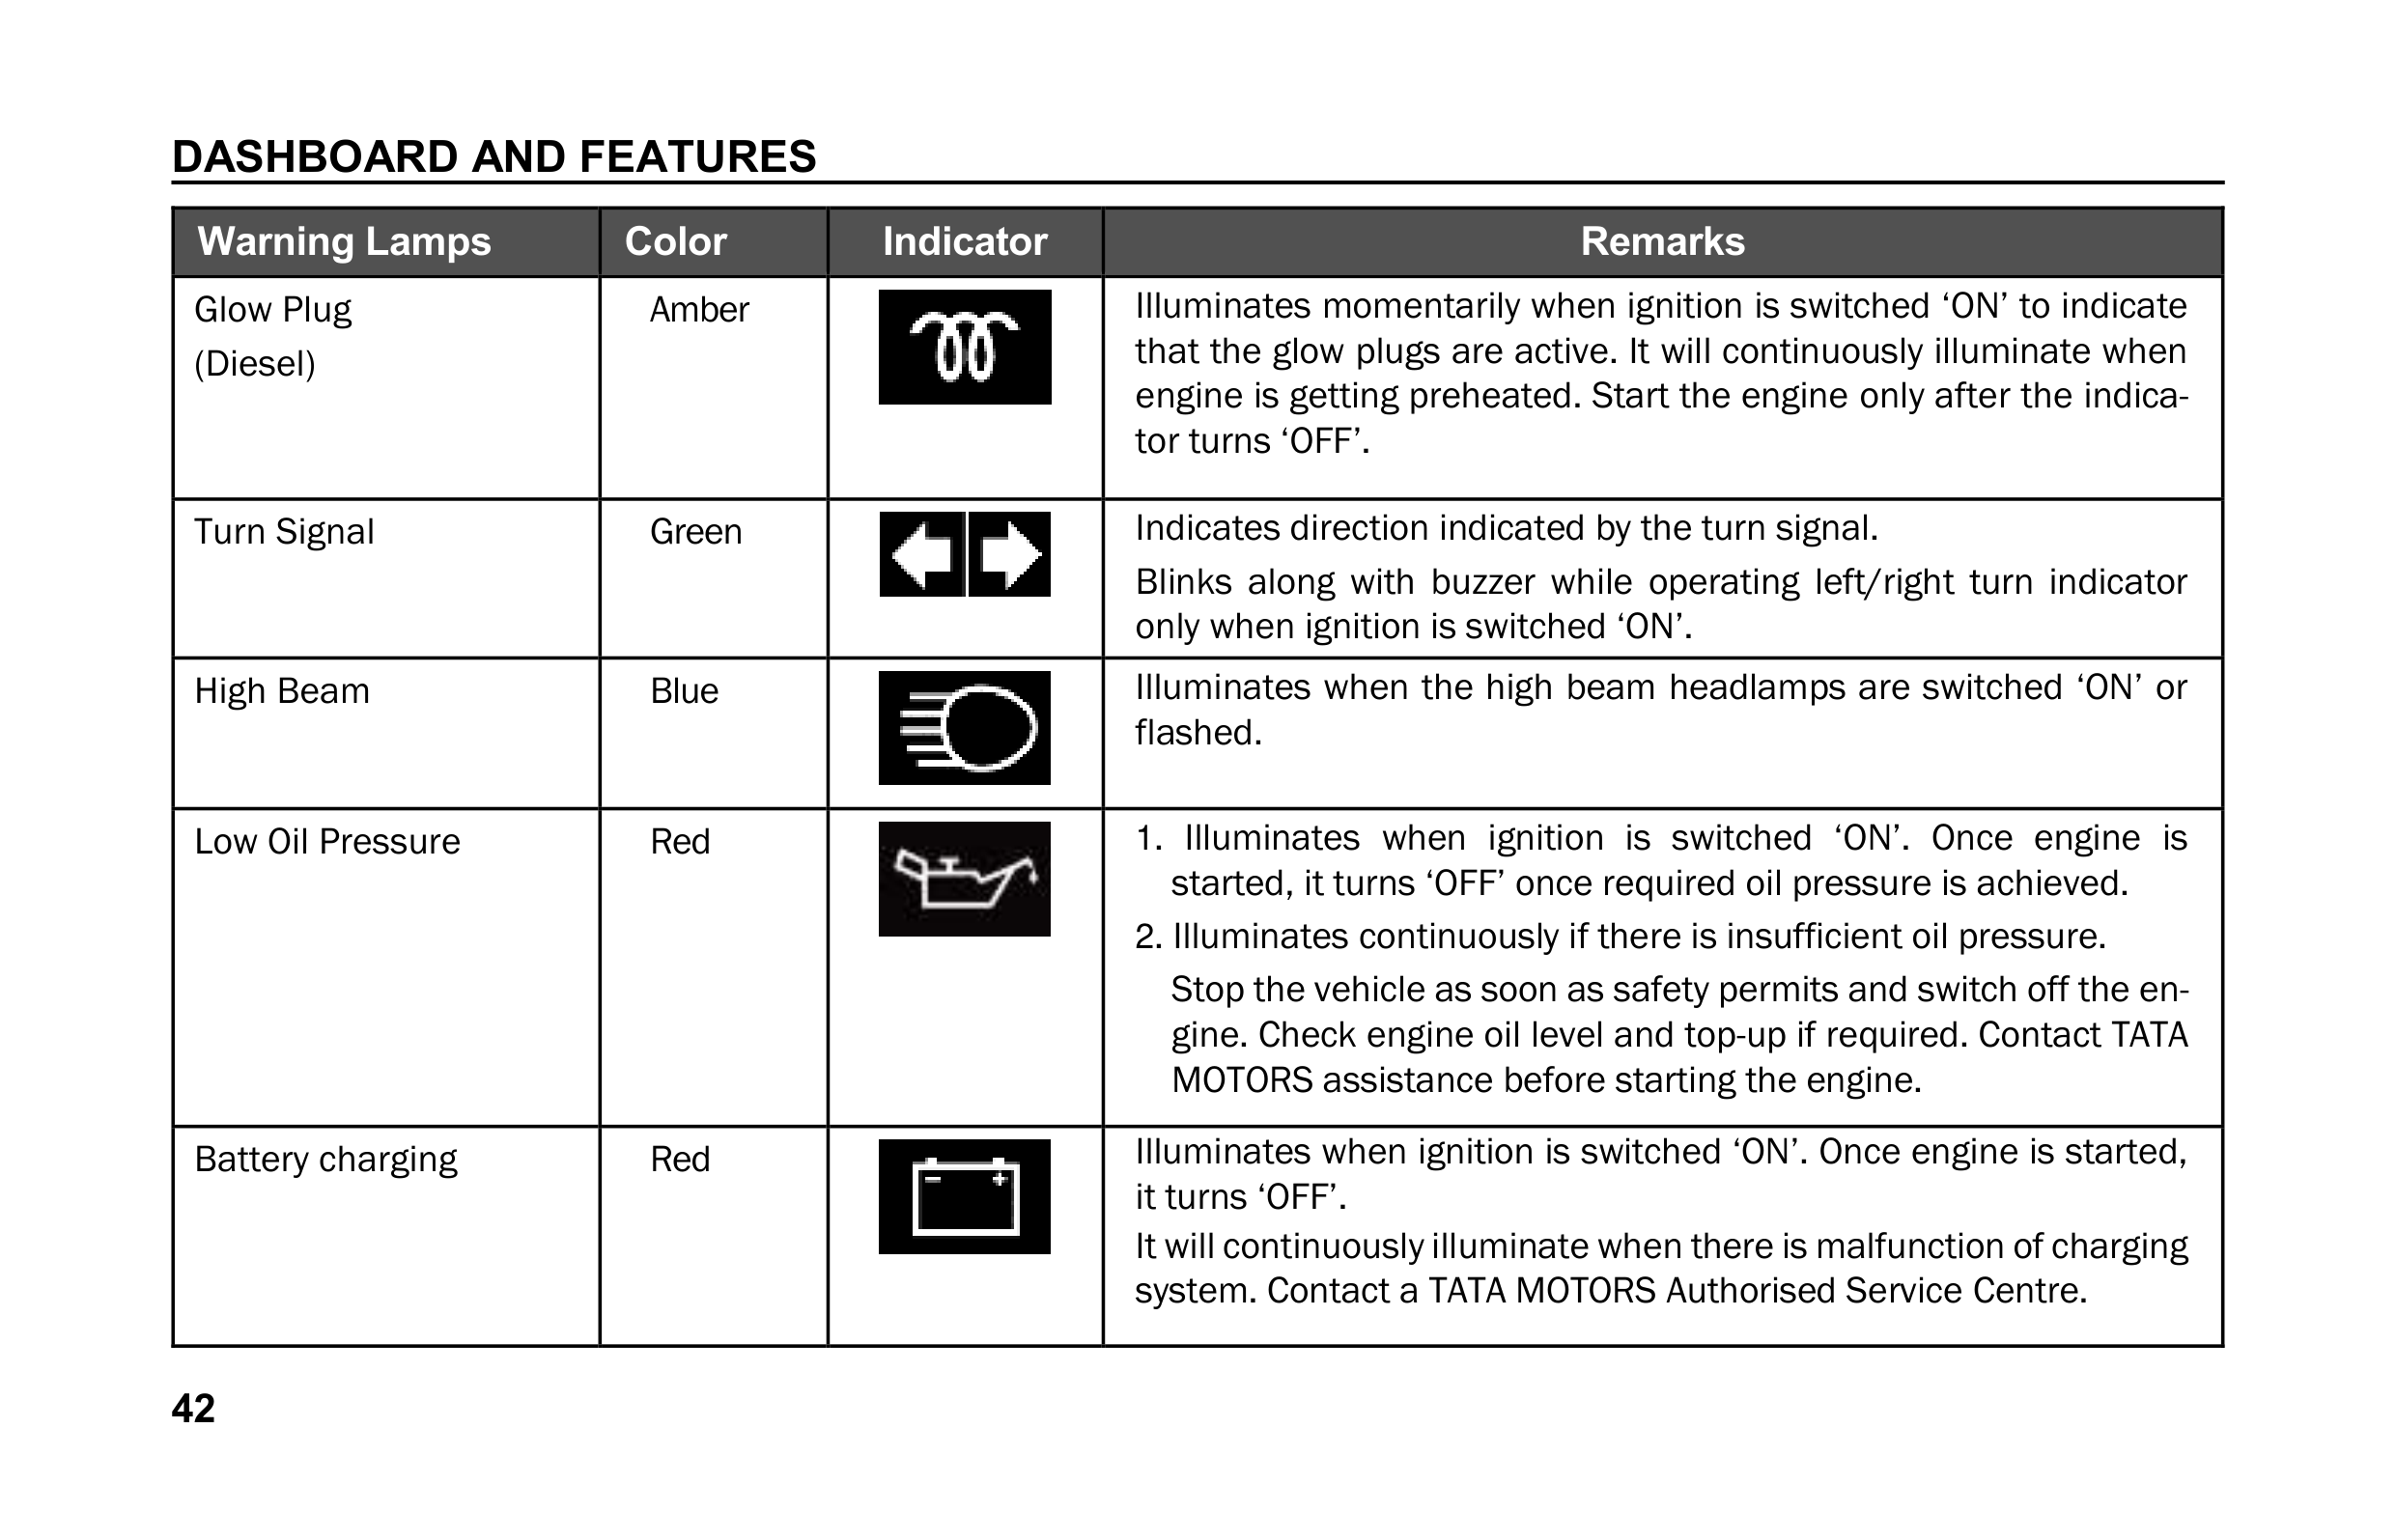 DASHBOARD AND FEATURES
Warning Lamps Color Indicator Remarks
Glow Plug
(Diesel)
Amber
Illuminates momentarily when ignition is switched ‘ON’ to indicate
that the glow plugs are active. It will continuously illuminate when
engine is getting preheated. Start the engine only after the indica-
tor turns ‘OFF’.
Turn Signal
Green
Indicates direction indicated by the turn signal.
Blinks along with buzzer while operating left/right turn indicator
only when ignition is switched ‘ON’.
High Beam
Blue
Illuminates when the high beam headlamps are switched ‘ON’ or
flashed.
Low Oil Pressure
Red
1. Illuminates when ignition is switched ‘ON’. Once engine is
started, it turns ‘OFF’ once required oil pressure is achieved.
2. Illuminates continuously if there is insufficient oil pressure.
Stop the vehicle as soon as safety permits and switch off the en-
gine. Check engine oil level and top-up if required. Contact TATA
MOTORS assistance before starting the engine.
Battery charging
Red
Illuminates when ignition is switched ‘ON’. Once engine is started,
it turns ‘OFF’.
It will continuously illuminate when there is malfunction of charging
system. Contact a TATA MOTORS Authorised Service Centre.
42